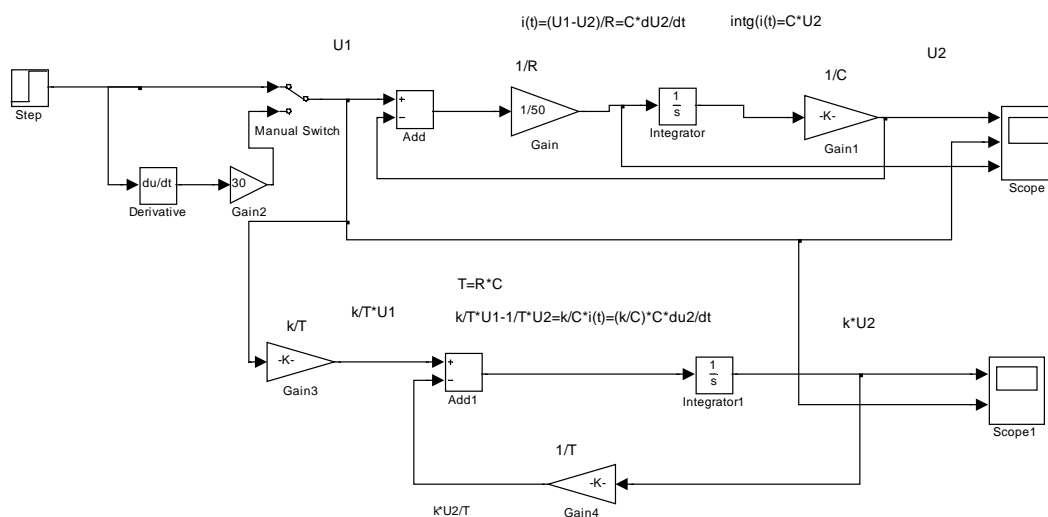 i(t)=(U1-U2)/R=C*dU2/dt
intg(i(t)=C*U2
U1
U2
1/R
1/C
Step
Manual Switch
+
−
Add
1/50
Gain
1
s
Integrator
-K-
Gain1
Scope
du/dt
Derivative
30
Gain2
T=R*C
k/T*U1
k/T*U1-1/T*U2=k/C*i(t)=(k/C)*C*du2/dt
k*U2
k/T
-K-
Gain3
+
−
Add1
1
s
Integrator1
Scope1
1/T
-K-
Gain4
k*U2/T